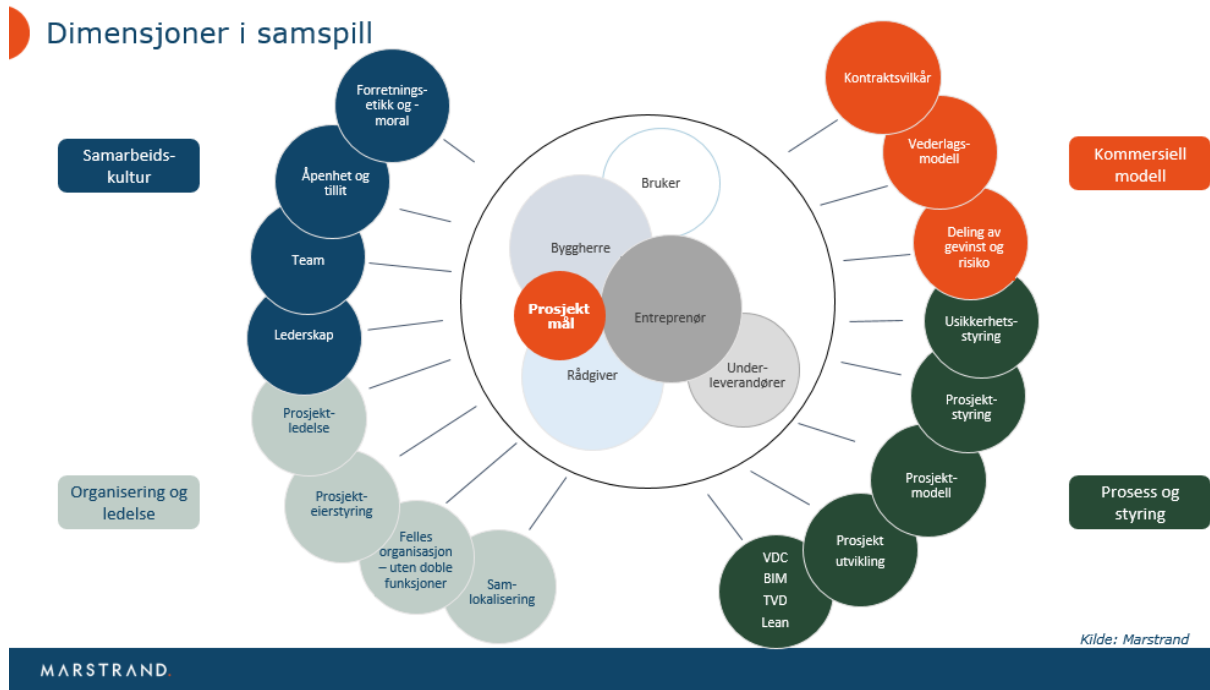 Dimensjoner i samspill
Samarbeids-
kultur
Forretnings-
etikk og -
moral
Åpenhet og
tillit
Team
Lederskap
Organisering og
ledelse
Prosjekt-
ledelse
Prosjekt-
eierstyring
Felles
organisasjon
– uten doble
funksjoner
Sam-
lokalisering
Bruker
Byggherre
Prosjekt
mål
Entreprenør
Rådgiver
Under-
leverandører
Kommersiell
modell
Kontraktsvilkår
Vederlags-
modell
Deling av
gevinst og
risiko
Prosess og
styring
Usikkerhets-
styring
Prosjekt-
styring
Prosjekt-
modell
Prosjekt
utvikling
VDC
BIM
TVD
Lean
Kilde: Marstrand
MARSTRAND.